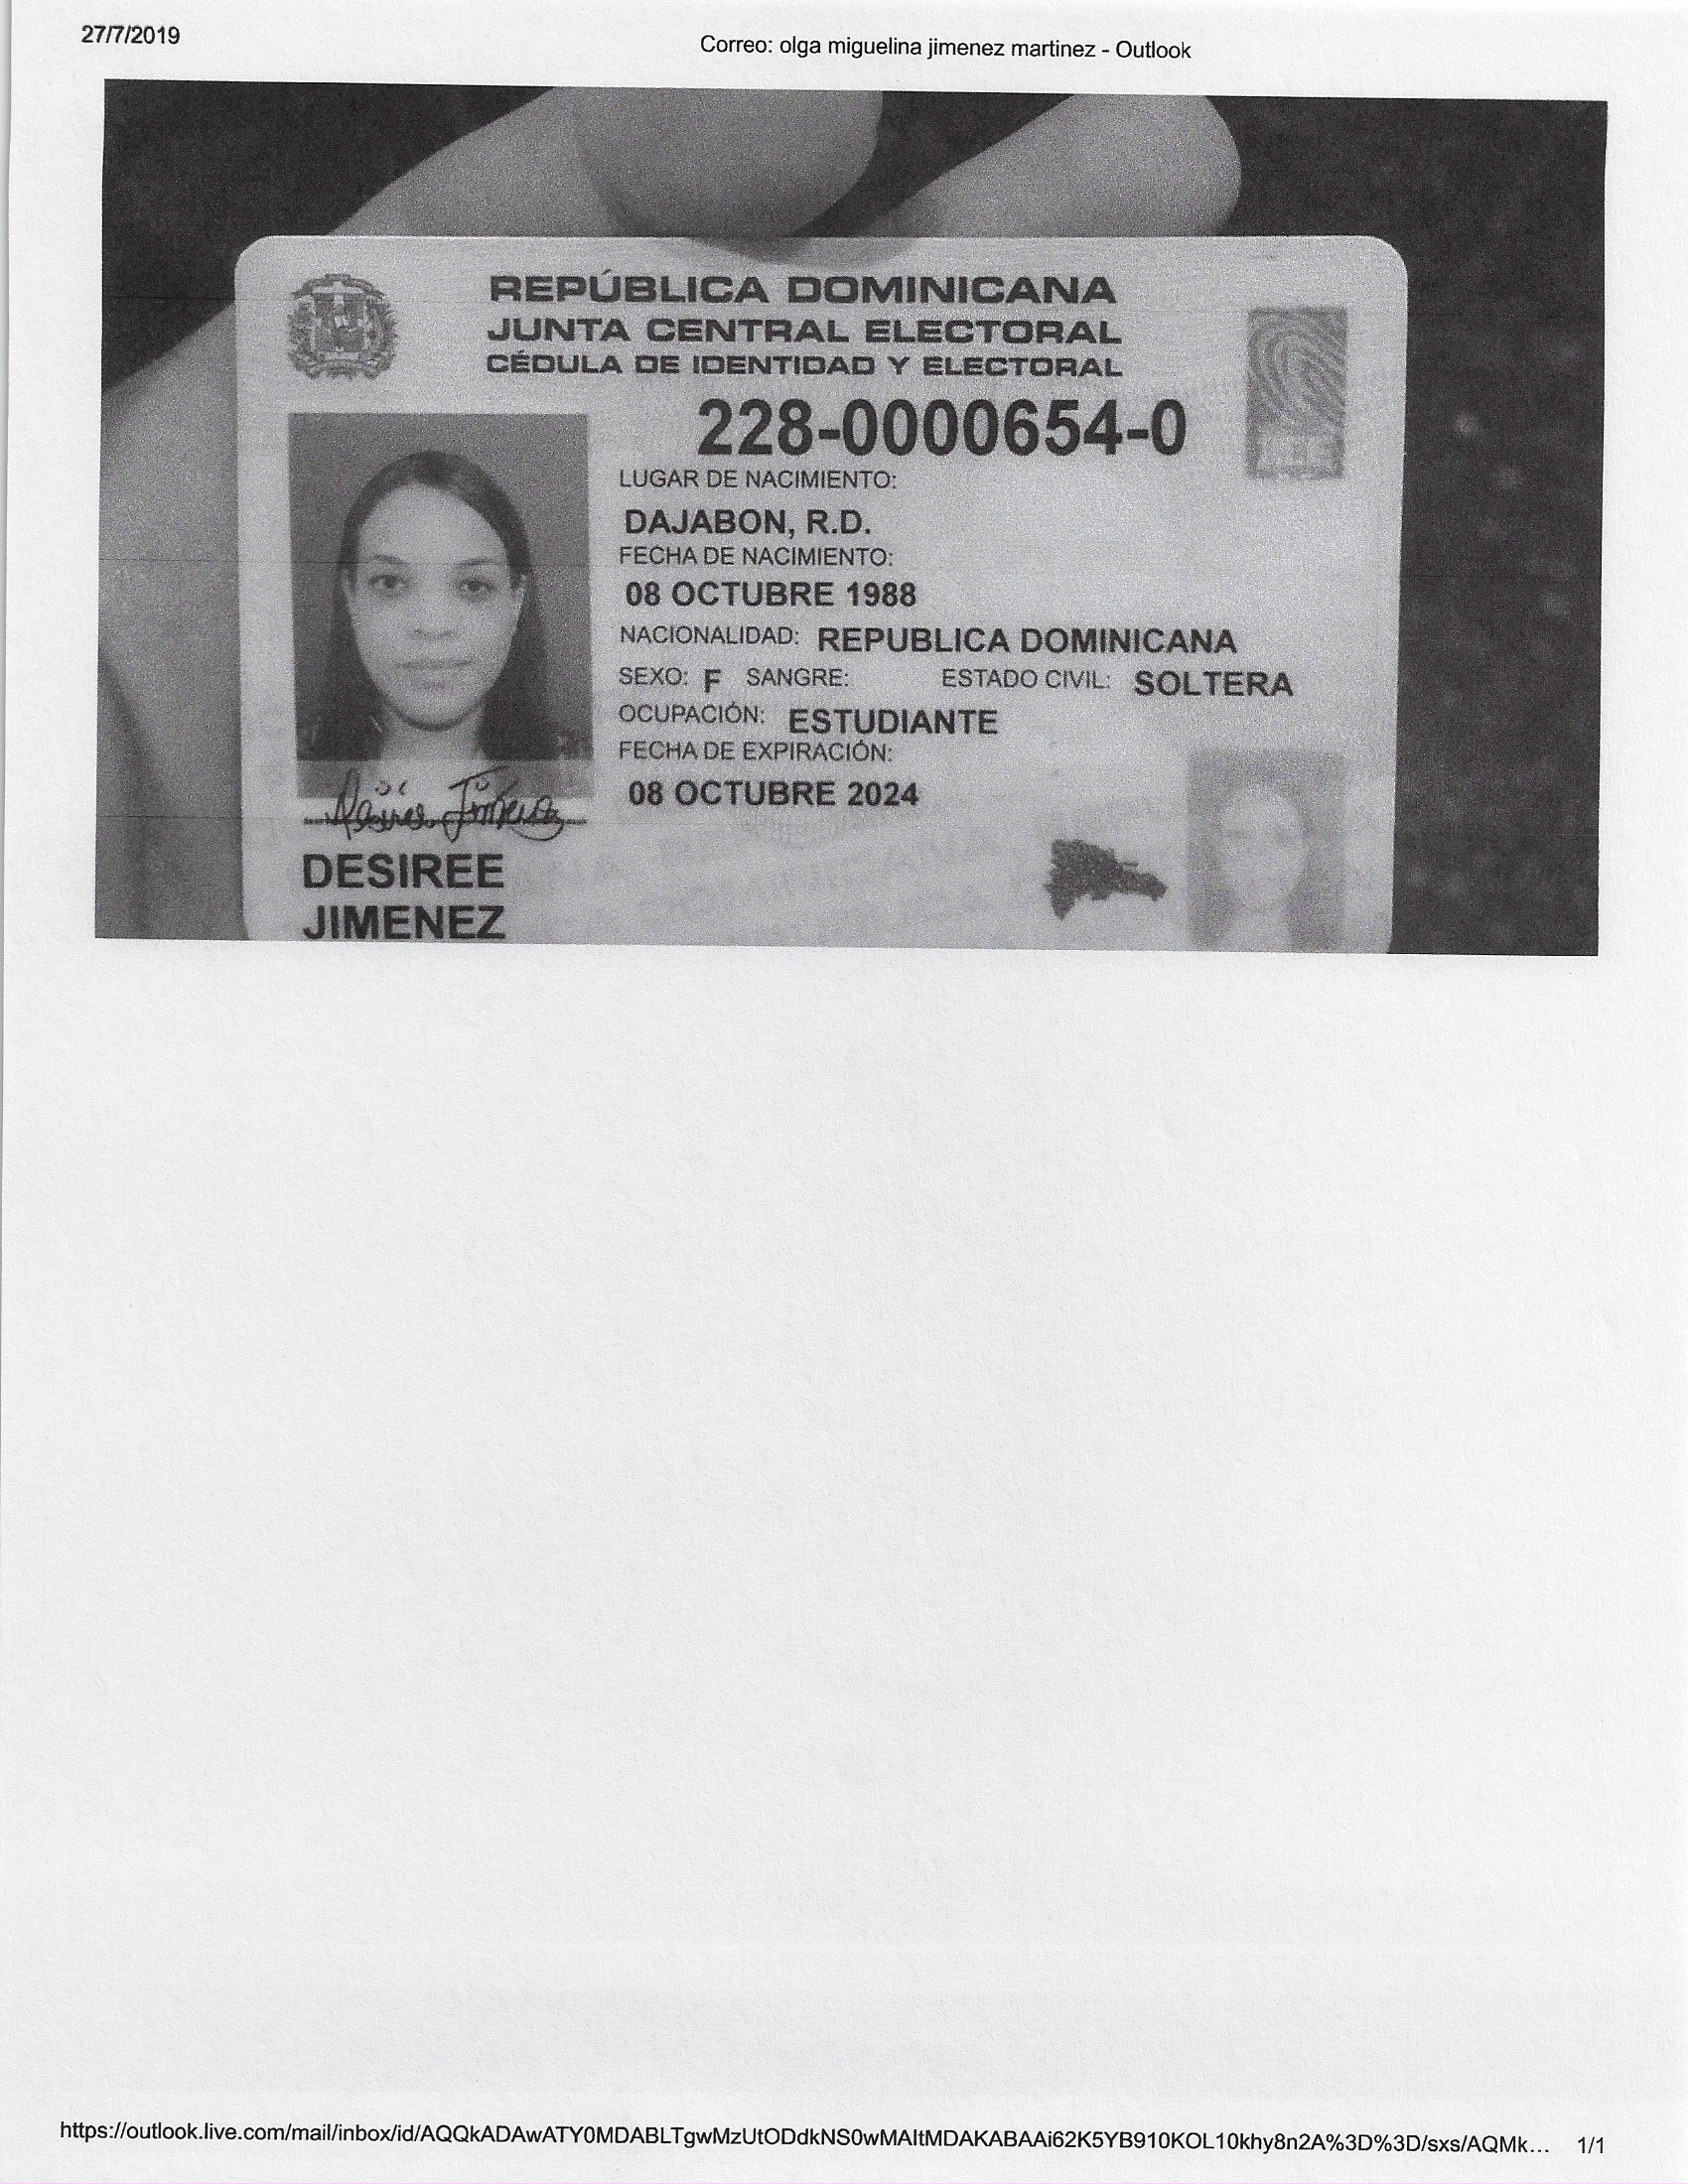 27/7/2019
Correo: olga miguelina jimenez martinez - Outlook
REPÚBLICA DOMINICANA
JUNTA CENTRAL ELECTORAL
CÉDULA DE IDENTIDAD Y ELECTORAL
228-0000654-0
LUGAR DE NACIMIENTO:
DAJABON, R.D.
FECHA DE NACIMIENTO:
08 OCTUBRE 1988
NACIONALIDAD: REPUBLICA DOMINICANA
SEXO: F SANGRE: ESTADO CIVIL: SOLTERA
OCUPACIÓN: ESTUDIANTE
FECHA DE EXPIRACIÓN:
08 OCTUBRE 2024
DESIREE
JIMENEZ
https://outlook.live.com/mail/inbox/id/AQQkADAwATY0MDABLTgwMzUtODdkNS0wMAItMDAKABAAi62K5YB910KOL10khy8n2A%3D%3D/sxs/AQMk... 1/1